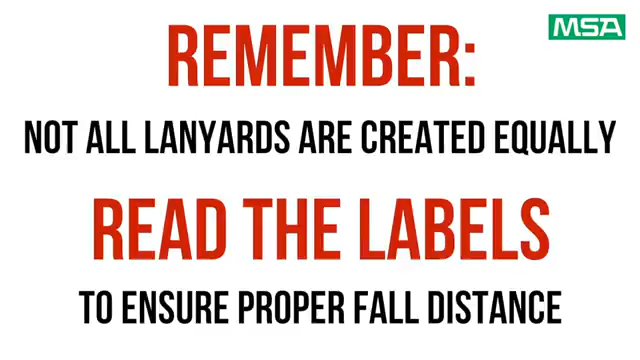 MSA
REMEMBER:
NOT ALL LANYARDS ARE CREATED EQUALLY
READ THE LABELS
TO ENSURE PROPER FALL DISTANCE